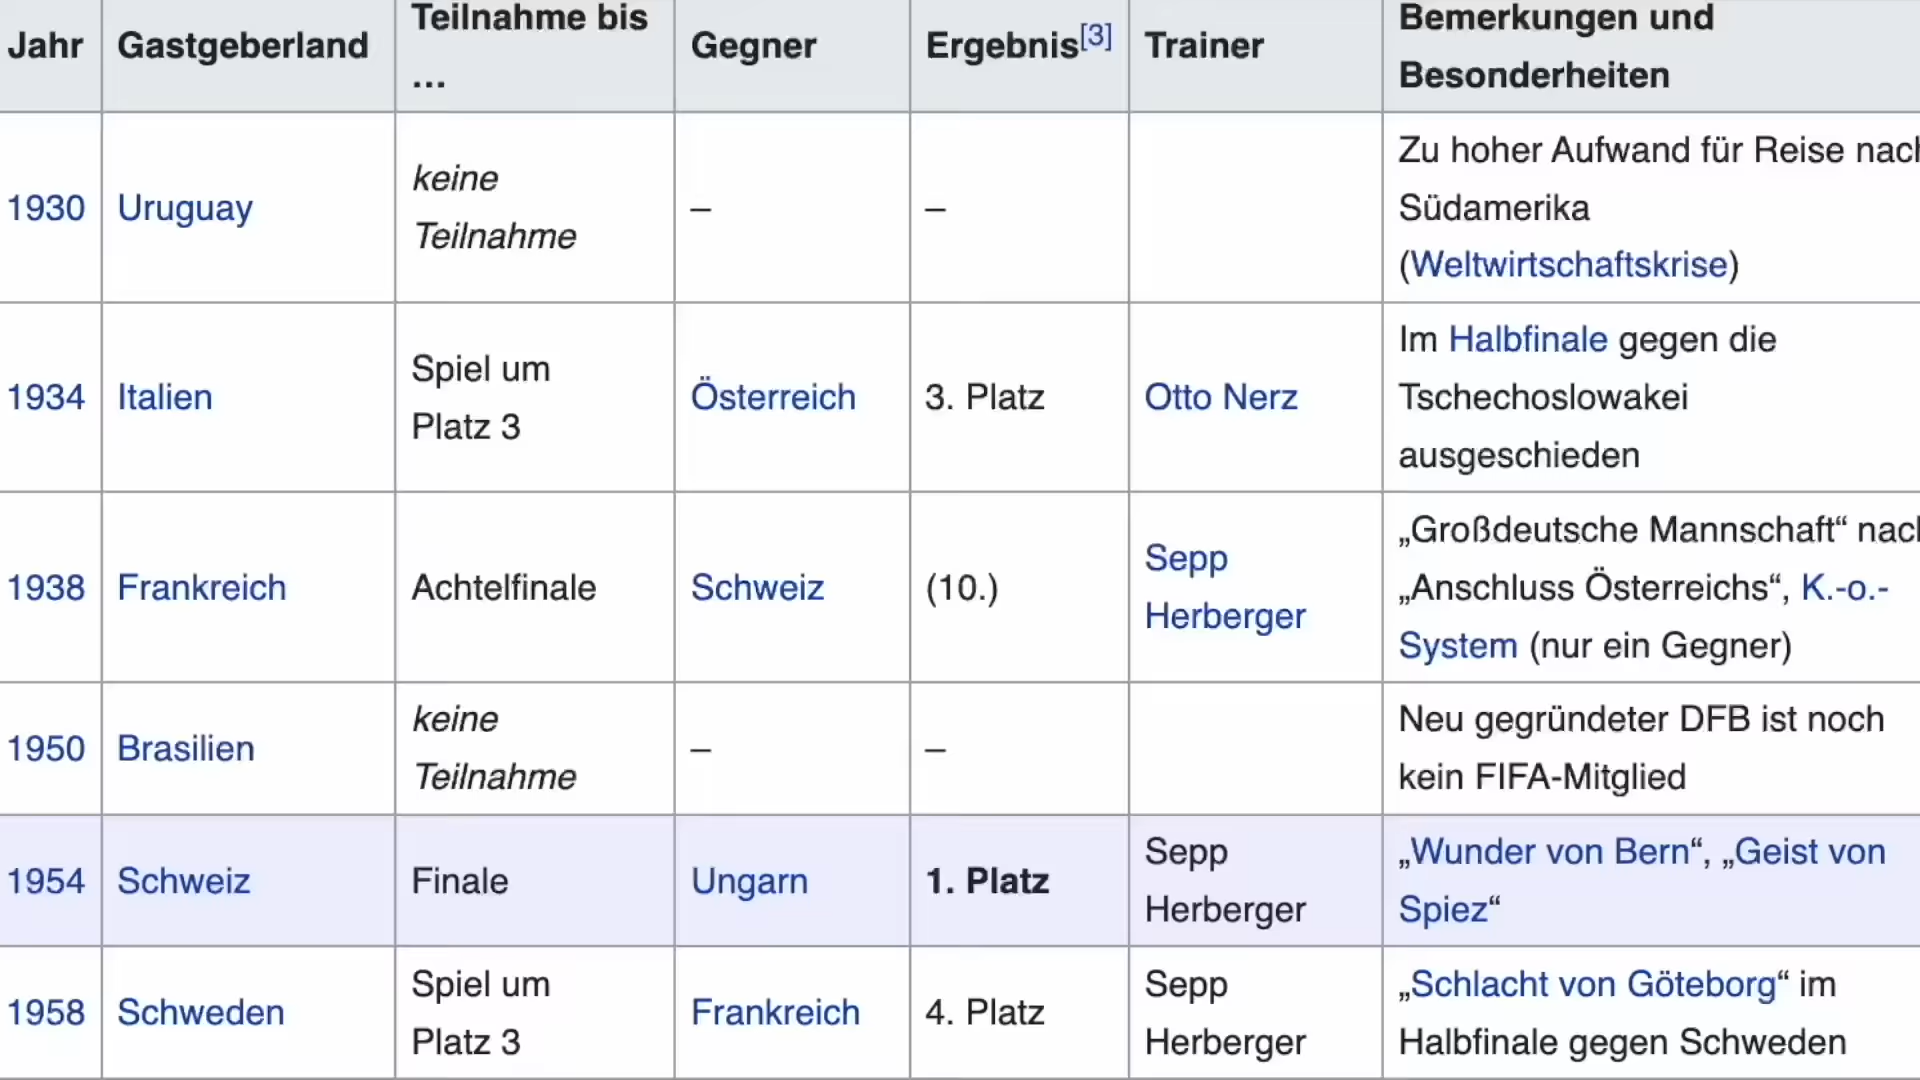 Jahr Gastgeberland Teilnahme bis ... Gegner Ergebnis[3] Trainer Bemerkungen und Besonderheiten
1930 Uruguay keine Teilnahme – – Zu hoher Aufwand für Reise nach Südamerika (Weltwirtschaftskrise)
1934 Italien Spiel um Platz 3 Österreich 3. Platz Otto Nerz Im Halbfinale gegen die Tschechoslowakei ausgeschieden
1938 Frankreich Achtelfinale Schweiz (10.) Sepp Herberger „Großdeutsche Mannschaft“ nach „Anschluss Österreichs“, K.-o.-System (nur ein Gegner)
1950 Brasilien keine Teilnahme – – Neu gegründeter DFB ist noch kein FIFA-Mitglied
1954 Schweiz Finale Ungarn 1. Platz Sepp Herberger „Wunder von Bern“, „Geist von Spiez“
1958 Schweden Spiel um Platz 3 Frankreich 4. Platz Sepp Herberger „Schlacht von Göteborg“ im Halbfinale gegen Schweden